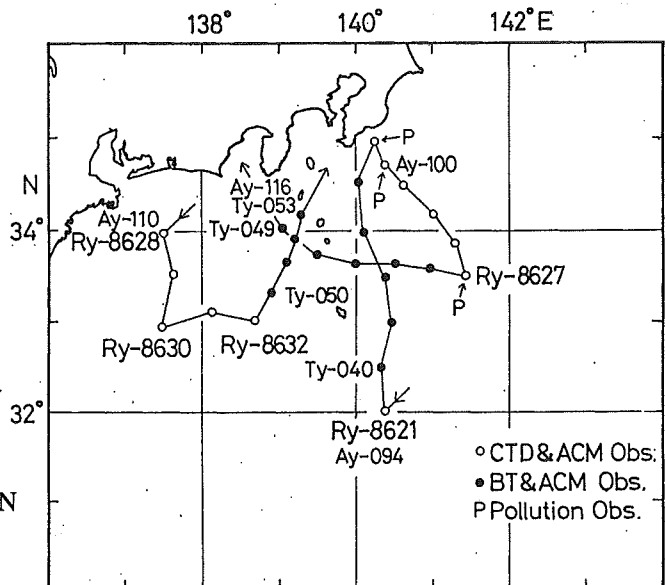 138° 140° 142°E
P
Ay-100
N
Ay-116
P
Ty-053
Ay-110
34°
Ty-049
Ry-8628
Ry-8627
Ty-050
P
Ry-8630
Ry-8632
Ty-040
32°
Ry-8621
Ay-094
○ CTD&ACM Obs.
● BT&ACM Obs.
P Pollution Obs.
N